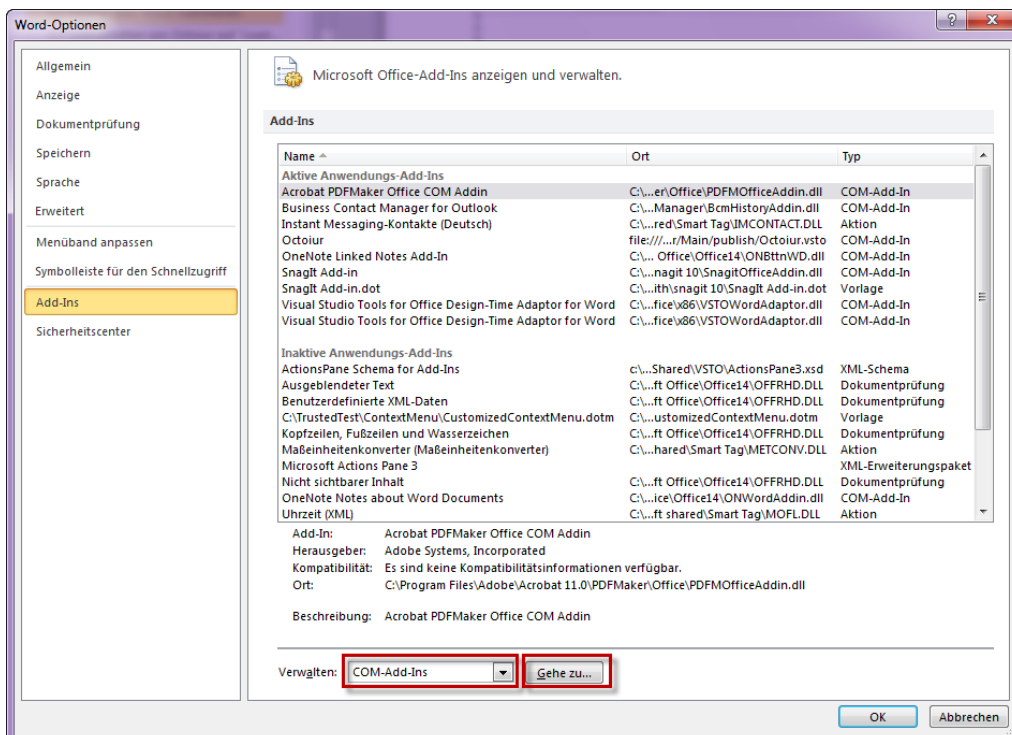 Word-Optionen
Allgemein
Anzeige
Dokumentprüfung
Speichern
Sprache
Erweitert
Menüband anpassen
Symbolleiste für den Schnellzugriff
Add-Ins
Sicherheitscenter
Microsoft Office-Add-Ins anzeigen und verwalten.
Add-Ins
Name Ort Typ
Aktive Anwendungs-Add-Ins
Acrobat PDFMaker Office COM Addin C:\...er\Office\PDFMOfficeAddin.dll COM-Add-In
Business Contact Manager for Outlook C:\...Manager\BcmHistoryAddin.dll COM-Add-In
Instant Messaging-Kontakte (Deutsch) C:\...red\Smart Tag\IMCONTACT.DLL Aktion
Octoiur file:///...r/Main/publish/Octoiur.vsto COM-Add-In
OneNote Linked Notes Add-In C:\... Office\Office14\ONBttnWD.dll COM-Add-In
SnagIt Add-in C:\...nagit 10\SnagitOfficeAddin.dll COM-Add-In
SnagIt Add-in.dot C:\...ith\snagit 10\SnagIt Add-in.dot Vorlage
Visual Studio Tools for Office Design-Time Adaptor for Word C:\...fice\x86\VSTOWordAdaptor.dll COM-Add-In
Visual Studio Tools for Office Design-Time Adaptor for Word C:\...fice\x86\VSTOWordAdaptor.dll COM-Add-In
Inaktive Anwendungs-Add-Ins
ActionsPane Schema for Add-Ins c:\...Shared\VSTO\ActionsPane3.xsd XML-Schema
Ausgeblendeter Text C:\...ft Office\Office14\OFFRHD.DLL Dokumentprüfung
Benutzerdefinierte XML-Daten C:\...ft Office\Office14\OFFRHD.DLL Dokumentprüfung
C:\TrustedTest\ContextMenu\CustomizedContextMenu.dotm C:\...ustomizedContextMenu.dotm Vorlage
Kopfzeilen, Fußzeilen und Wasserzeichen C:\...ft Office\Office14\OFFRHD.DLL Dokumentprüfung
Maßeinheitenkonverter (Maßeinheitenkonverter) C:\...hared\Smart Tag\METCONV.DLL Aktion
Microsoft Actions Pane 3 XML-Erweiterungspaket
Nicht sichtbarer Inhalt C:\...ft Office\Office14\OFFRHD.DLL Dokumentprüfung
OneNote Notes about Word Documents C:\...ice\Office14\ONWordAddin.dll COM-Add-In
Uhrzeit (XML) C:\...ft shared\Smart Tag\MOFL.DLL Aktion
Add-In: Acrobat PDFMaker Office COM Addin
Herausgeber: Adobe Systems, Incorporated
Kompatibilität: Es sind keine Kompatibilitätsinformationen verfügbar.
Ort: C:\Program Files\Adobe\Acrobat 11.0\PDFMaker\Office\PDFMOfficeAddin.dll
Beschreibung: Acrobat PDFMaker Office COM Addin
Verwalten: COM-Add-Ins Gehe zu...
OK Abbrechen